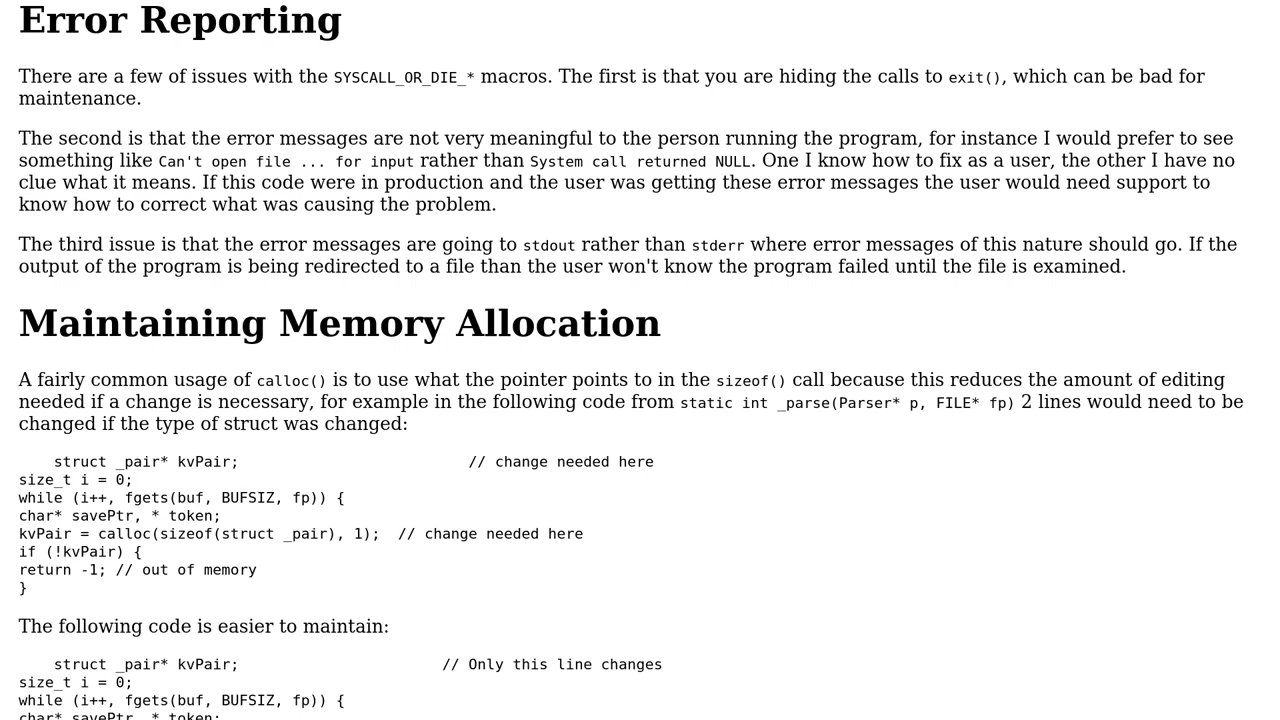 Error Reporting
There are a few of issues with the SYSCALL_OR_DIE_* macros. The first is that you are hiding the calls to exit(), which can be bad for
maintenance.
The second is that the error messages are not very meaningful to the person running the program, for instance I would prefer to see
something like Can't open file ... for input rather than System call returned NULL. One I know how to fix as a user, the other I have no
clue what it means. If this code were in production and the user was getting these error messages the user would need support to
know how to correct what was causing the problem.
The third issue is that the error messages are going to stdout rather than stderr where error messages of this nature should go. If the
output of the program is being redirected to a file than the user won't know the program failed until the file is examined.
Maintaining Memory Allocation
A fairly common usage of calloc() is to use what the pointer points to in the sizeof() call because this reduces the amount of editing
needed if a change is necessary, for example in the following code from static int _parse(Parser* p, FILE* fp) 2 lines would need to be
changed if the type of struct was changed:
struct _pair* kvPair; // change needed here
size_t i = 0;
while (i++, fgets(buf, BUFSIZ, fp)) {
char* savePtr, * token;
kvPair = calloc(sizeof(struct _pair), 1); // change needed here
if (!kvPair) {
return -1; // out of memory
}
The following code is easier to maintain:
struct _pair* kvPair; // Only this line changes
size_t i = 0;
while (i++, fgets(buf, BUFSIZ, fp)) {
char* savePtr, * token;